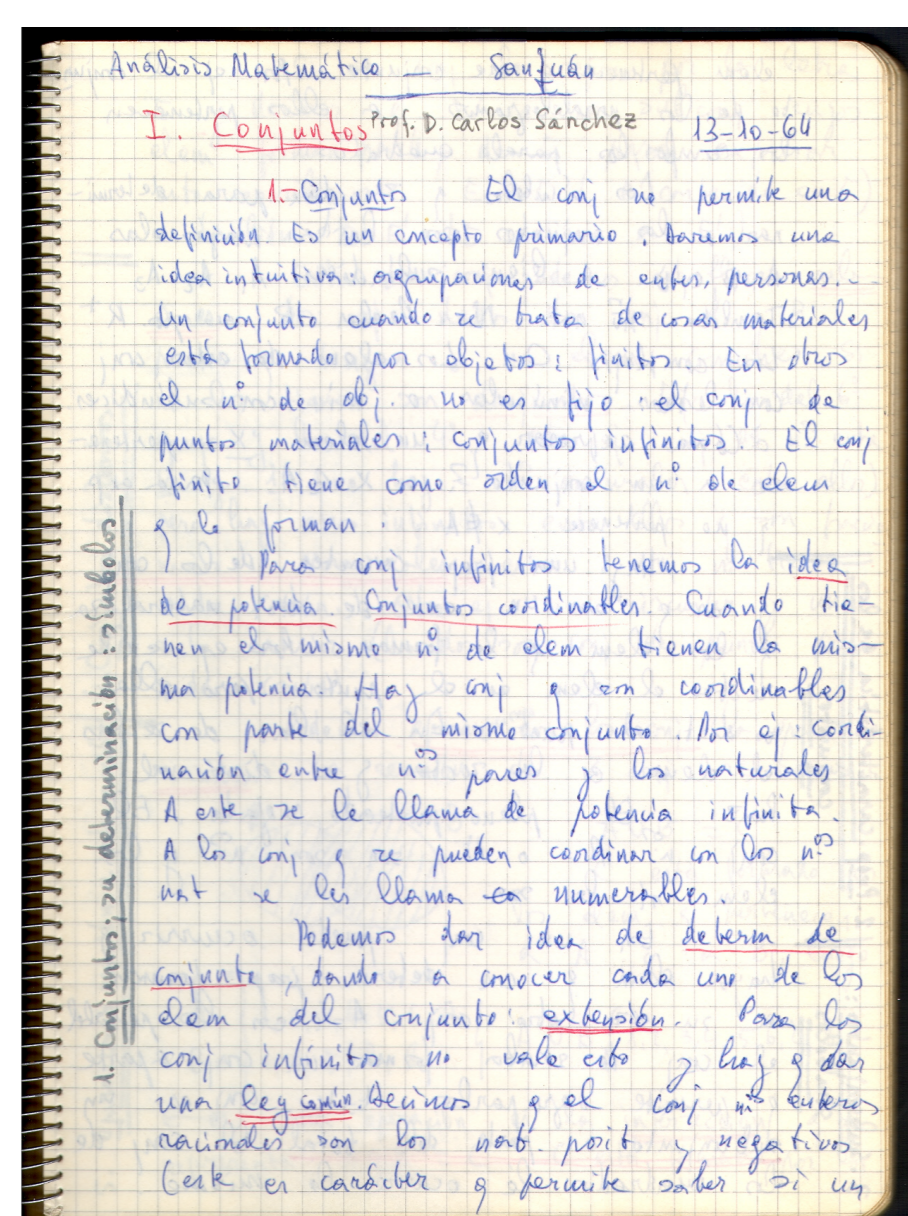 Análisis Matemático — San Juán
I. Conjuntos Prof. D. Carlos Sánchez 13-10-64
1.- Conjuntos El conj no permite una
definición. Es un concepto primario. Daremos una
idea intuitiva: agrupaciones de entes, personas.-
Un conjunto cuando se trata de cosas materiales
está formado por objetos: finitos En otros
el nº de obj no es fijo: el conj de
puntos materiales: conjuntos infinitos El conj
finito tiene como orden el nº de elem
q lo forman.
Para conj infinitos tenemos la idea
de potencia. Conjuntos coordinables. Cuando tie-
nen el mismo nº de elem tienen la mis-
ma potencia. Hay conj q son coordinables
con parte del mismo conjunto. Por ej: coordi-
nación entre nos pares y los naturales
A este se le llama de potencia infinita.
A los conj q se pueden coordinar con los nos
nat se les llama numerables.
Podemos dar idea de determ de
conjunto, dando a conocer cada uno de los
elem del conjunto: extensión. Para los
conj infinitos no vale esto y hay q dar
una ley común. Decimos q el conj nos enteros
racionales son los nat. posit y negativos
(este es carácter q permite saber si un
1. Conjuntos; su determinación: símbolos